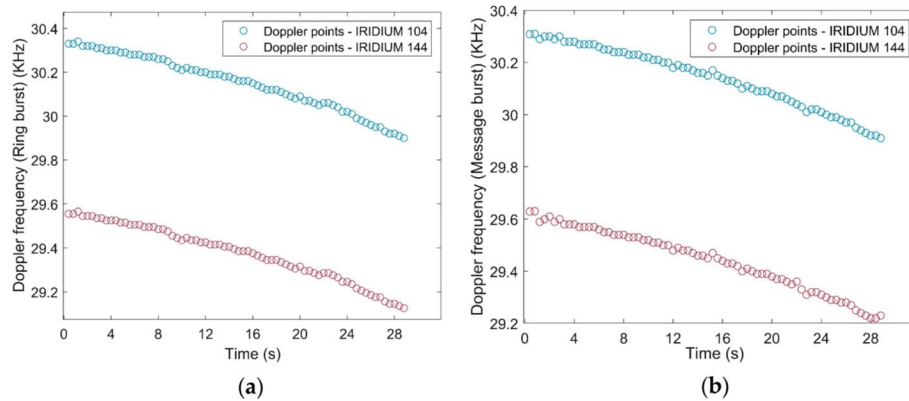 Doppler points - IRIDIUM 104
Doppler points - IRIDIUM 144
Doppler frequency (Ring burst) (KHz)
30.4
30.2
30
29.8
29.6
29.4
29.2
0 4 8 12 16 20 24 28
Time (s)
(a)
Doppler points - IRIDIUM 104
Doppler points - IRIDIUM 144
Doppler frequency (Message burst) (KHz)
30.4
30.2
30
29.8
29.6
29.4
29.2
0 4 8 12 16 20 24 28
Time (s)
(b)